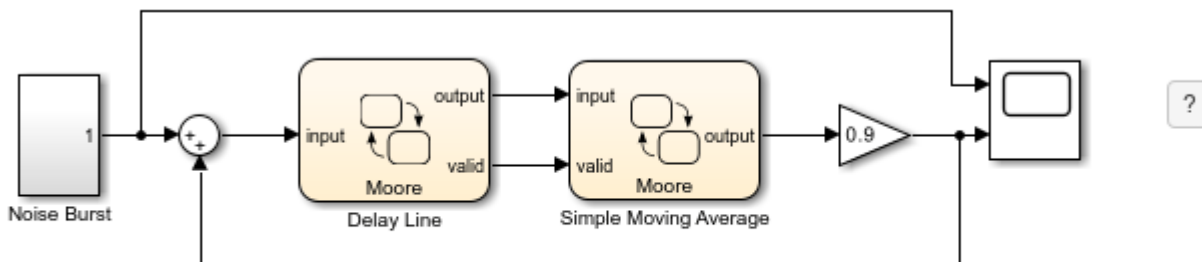 output
input
?
1
+
+
input
output
0.9
valid
valid
Moore
Moore
Noise Burst
Delay Line
Simple Moving Average